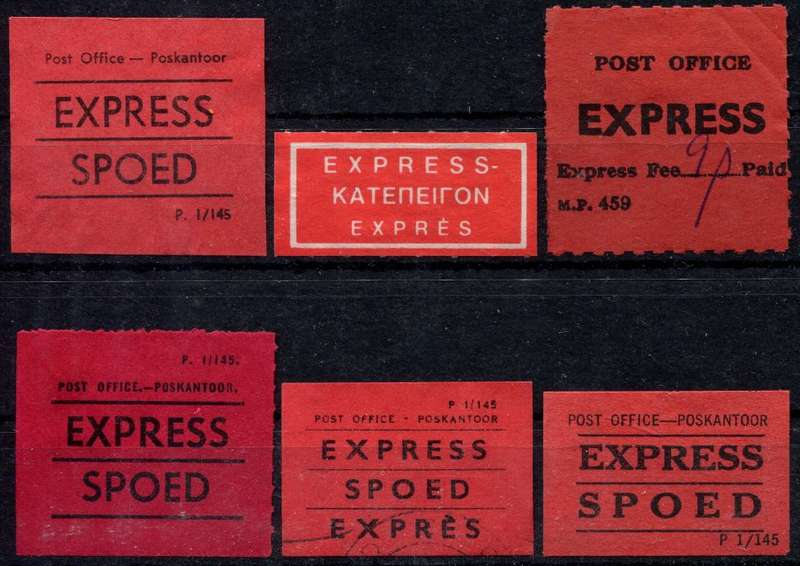 Post Office — Poskantoor
EXPRESS
SPOED
P. 1/145
EXPRESS-
ΚΑΤΕΠΕΙΓΟΝ
EXPRÈS
POST OFFICE
EXPRESS
Express Fee 9p Paid
M.P. 459
P. 1/145.
POST OFFICE.—POSKANTOOR.
EXPRESS
SPOED
P 1/145
POST OFFICE - POSKANTOOR
EXPRESS
SPOED
EXPRÈS
POST OFFICE—POSKANTOOR
EXPRESS
SPOED
P 1/145